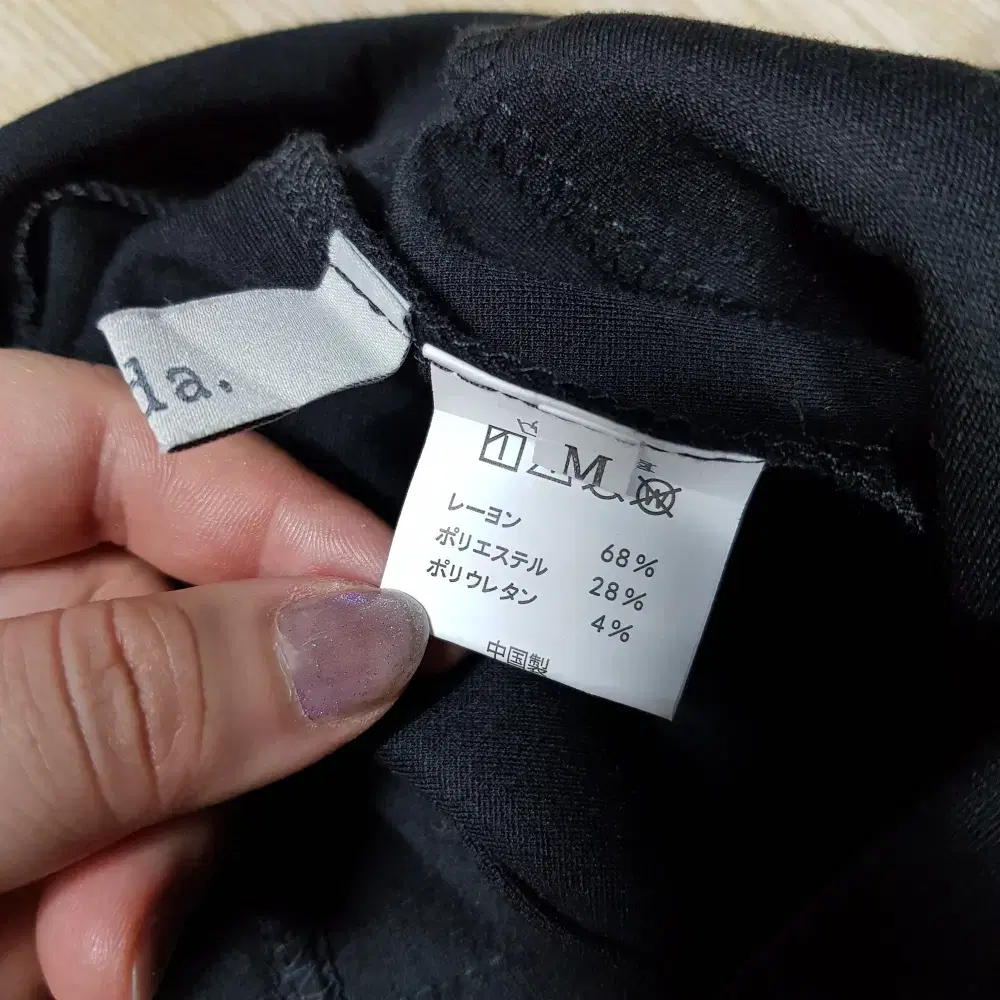 da.
M
レーヨン 68%
ポリエステル 28%
ポリウレタン 4%
中国製